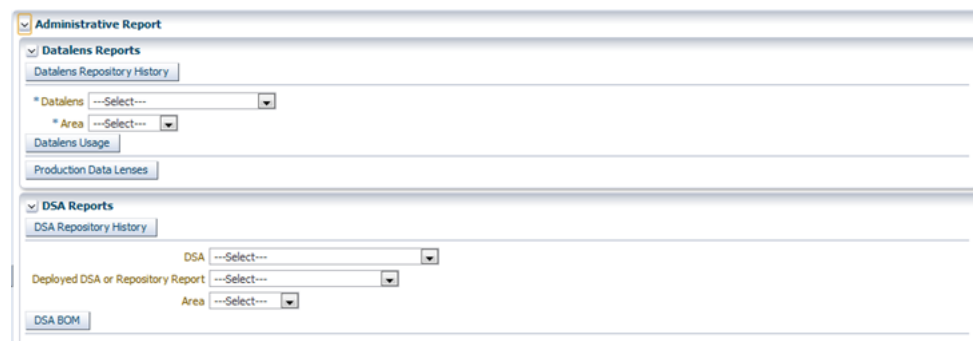 Administrative Report
Datalens Reports
Datalens Repository History
* Datalens ---Select---
* Area ---Select---
Datalens Usage
Production Data Lenses
DSA Reports
DSA Repository History
DSA ---Select---
Deployed DSA or Repository Report ---Select---
Area ---Select---
DSA BOM